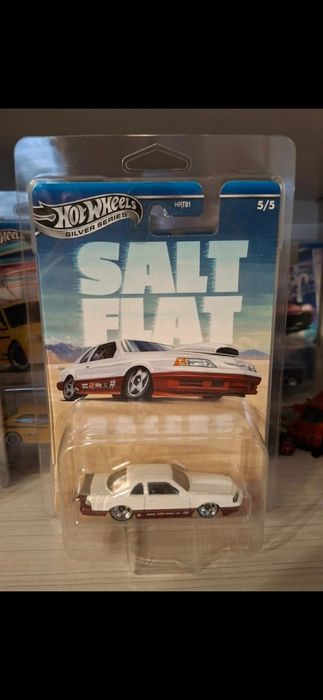 HOT WHEELS
SILVER SERIES
HRT81
5/5
SALT
FLAT
RACERS